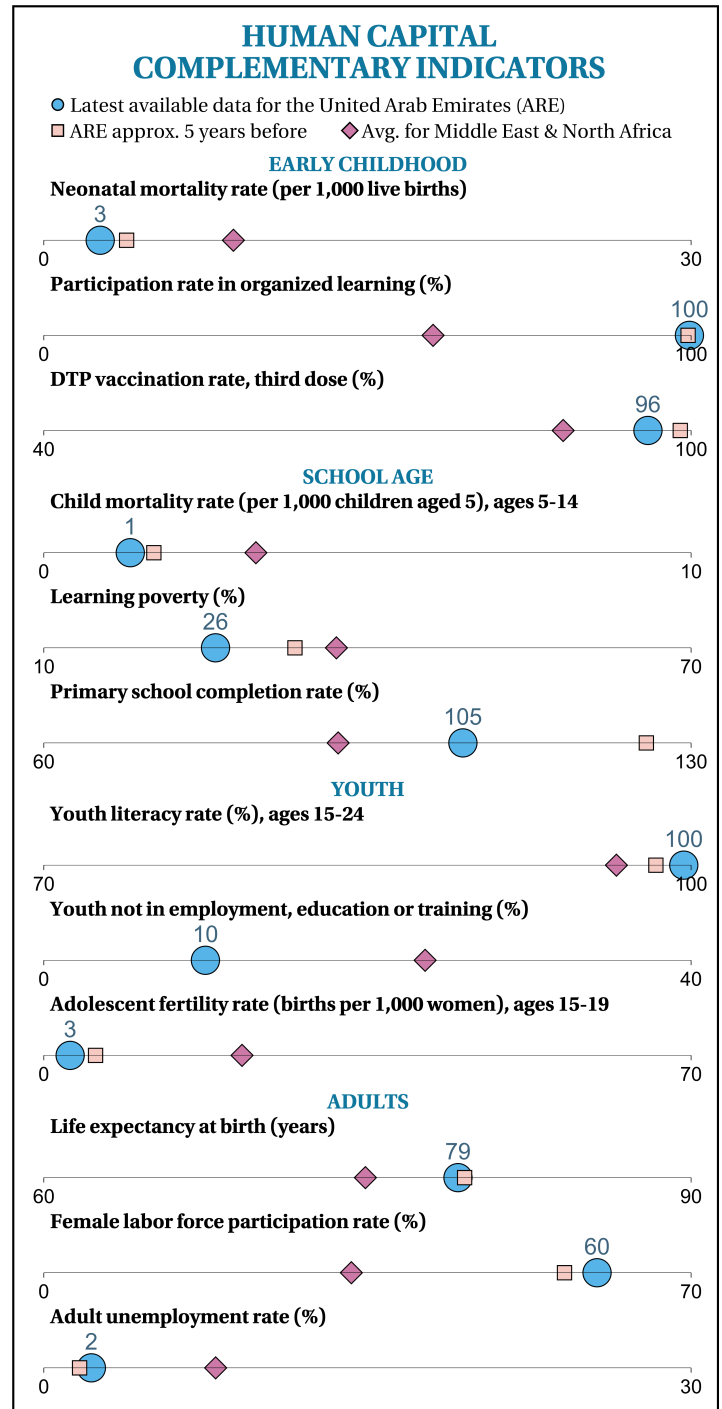 HUMAN CAPITAL
COMPLEMENTARY INDICATORS
Latest available data for the United Arab Emirates (ARE)
ARE approx. 5 years before Avg. for Middle East & North Africa
EARLY CHILDHOOD
Neonatal mortality rate (per 1,000 live births)
3
0 30
Participation rate in organized learning (%)
100
0 100
DTP vaccination rate, third dose (%)
96
40 100
SCHOOL AGE
Child mortality rate (per 1,000 children aged 5), ages 5-14
1
0 10
Learning poverty (%)
26
10 70
Primary school completion rate (%)
105
60 130
YOUTH
Youth literacy rate (%), ages 15-24
100
70 100
Youth not in employment, education or training (%)
10
0 40
Adolescent fertility rate (births per 1,000 women), ages 15-19
3
0 70
ADULTS
Life expectancy at birth (years)
79
60 90
Female labor force participation rate (%)
60
0 70
Adult unemployment rate (%)
2
0 30